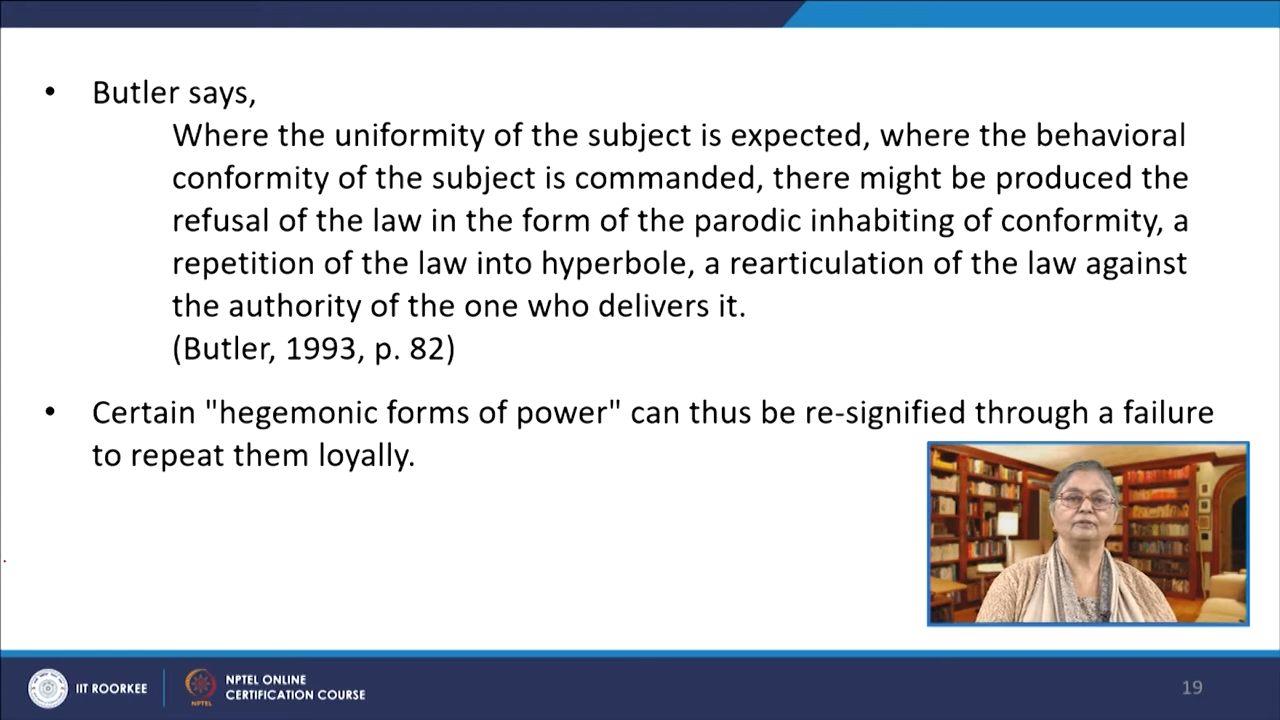 • Butler says,
Where the uniformity of the subject is expected, where the behavioral
conformity of the subject is commanded, there might be produced the
refusal of the law in the form of the parodic inhabiting of conformity, a
repetition of the law into hyperbole, a rearticulation of the law against
the authority of the one who delivers it.
(Butler, 1993, p. 82)
• Certain "hegemonic forms of power" can thus be re-signified through a failure
to repeat them loyally.
IIT ROORKEE
NPTEL
NPTEL ONLINE
CERTIFICATION COURSE
19